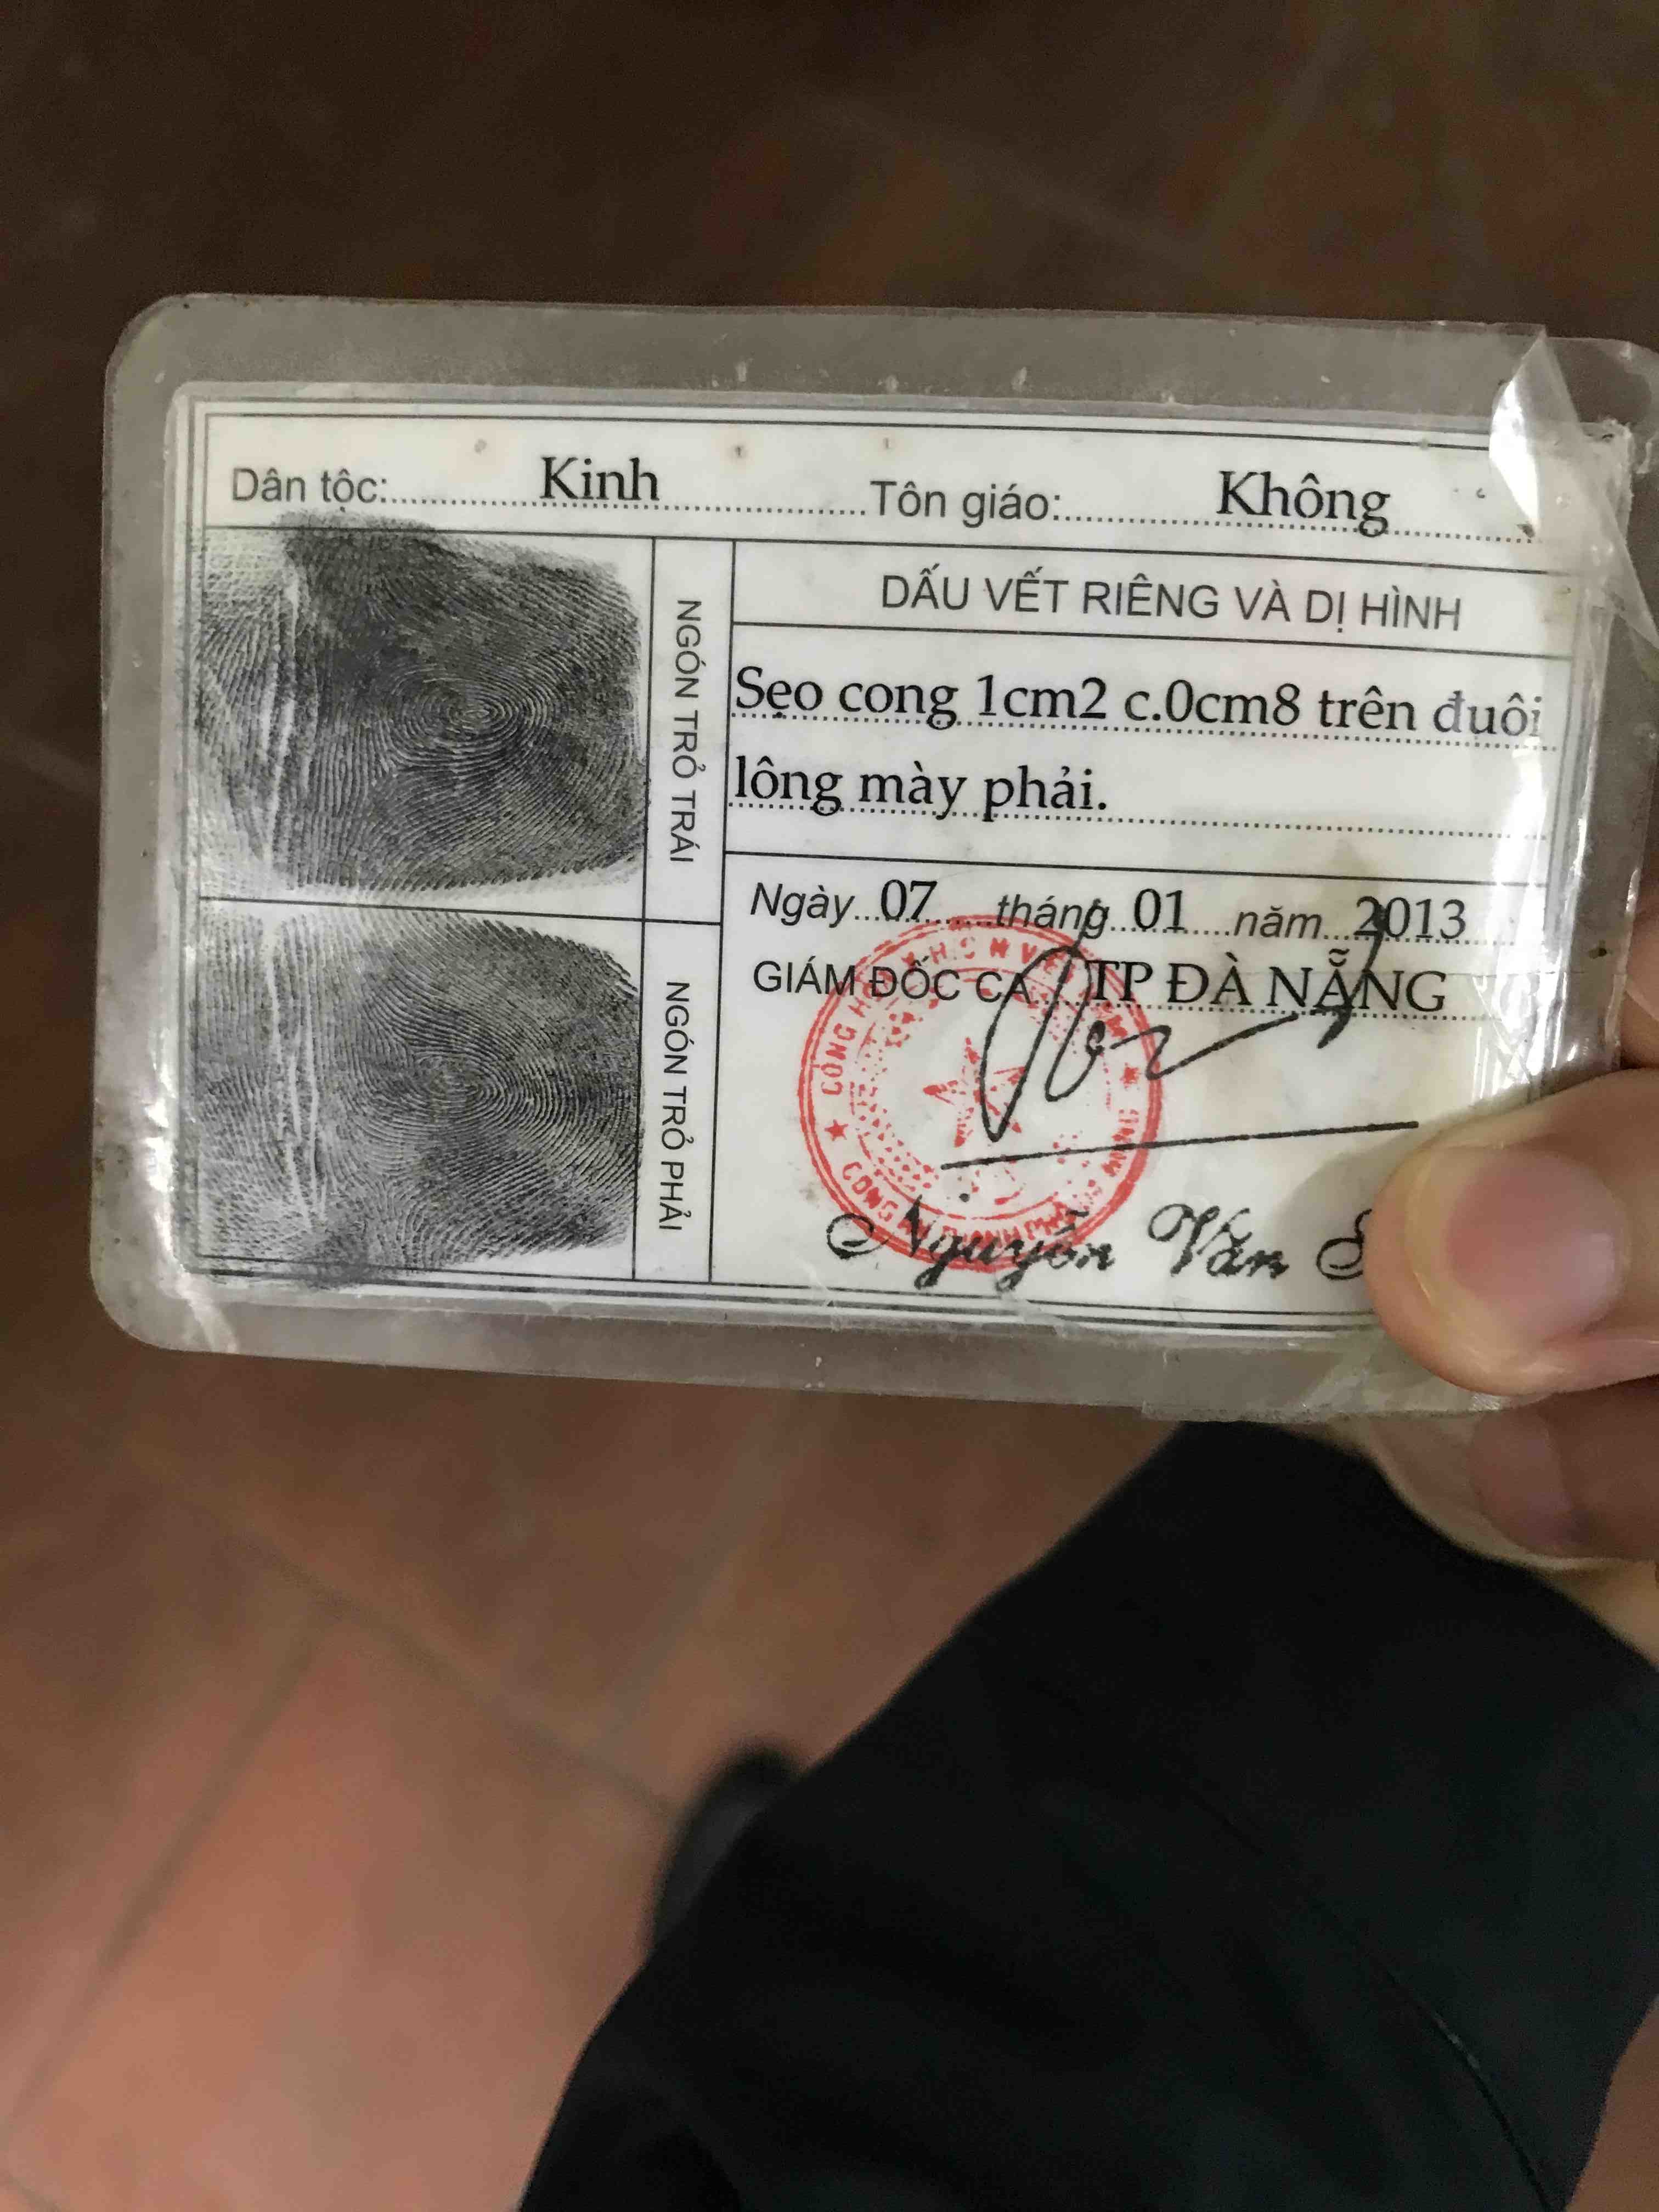 Dân tộc: Kinh Tôn giáo: Không
NGÓN TRỎ TRÁI
DẤU VẾT RIÊNG VÀ DỊ HÌNH
Sẹo cong 1cm2 c.0cm8 trên đuôi
lông mày phải.
NGÓN TRỎ PHẢI
Ngày 07 tháng 01 năm 2013
GIÁM ĐỐC CA TP ĐÀ NẴNG
Nguyễn Văn